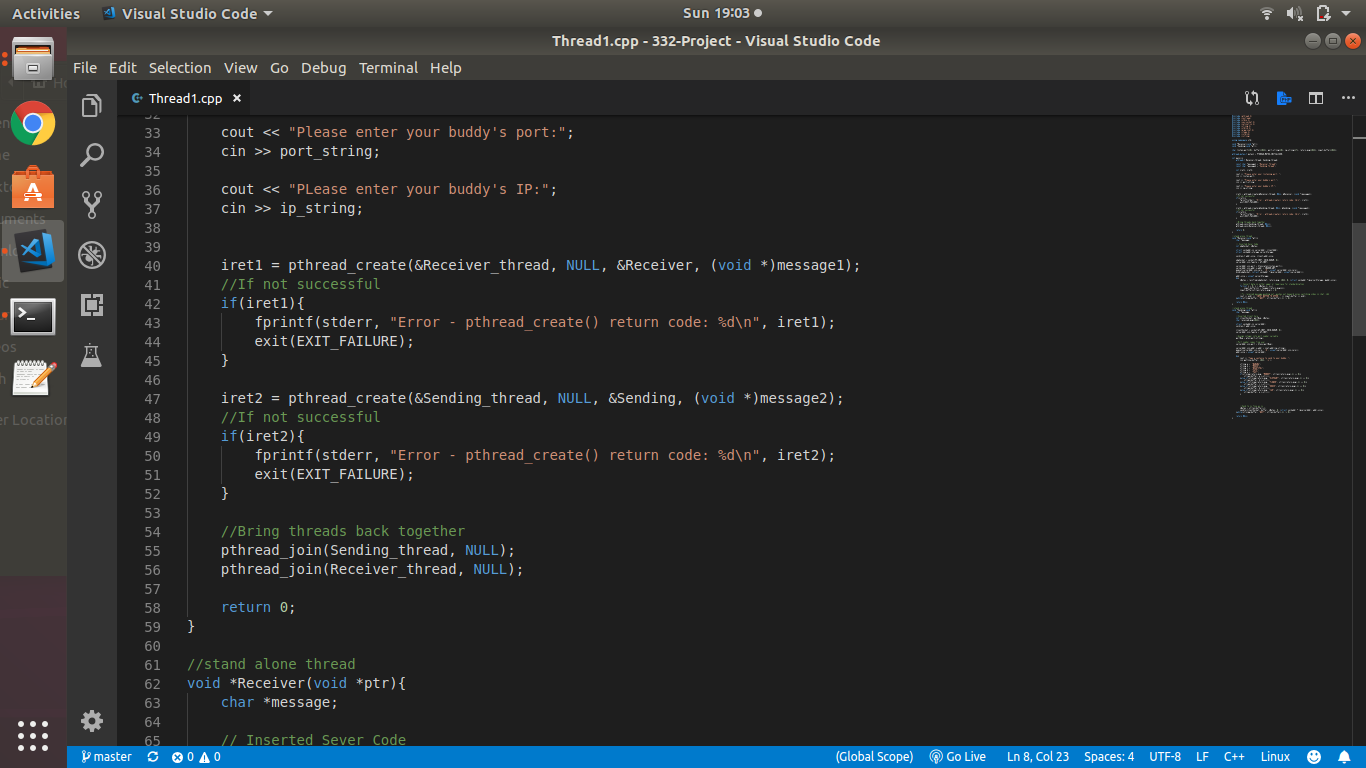 Activities
Visual Studio Code
Sun 19:03
Thread1.cpp - 332-Project - Visual Studio Code
File Edit Selection View Go Debug Terminal Help
Thread1.cpp
32
33 cout << "Please enter your buddy's port:";
34 cin >> port_string;
35
36 cout << "PLease enter your buddy's IP:";
37 cin >> ip_string;
38
39
40 iret1 = pthread_create(&Receiver_thread, NULL, &Receiver, (void *)message1);
41 //If not successful
42 if(iret1){
43 fprintf(stderr, "Error - pthread_create() return code: %d\n", iret1);
44 exit(EXIT_FAILURE);
45 }
46
47 iret2 = pthread_create(&Sending_thread, NULL, &Sending, (void *)message2);
48 //If not successful
49 if(iret2){
50 fprintf(stderr, "Error - pthread_create() return code: %d\n", iret2);
51 exit(EXIT_FAILURE);
52 }
53
54 //Bring threads back together
55 pthread_join(Sending_thread, NULL);
56 pthread_join(Receiver_thread, NULL);
57
58 return 0;
59 }
60
61 //stand alone thread
62 void *Receiver(void *ptr){
63 char *message;
64
65 // Inserted Sever Code
master 0 0 (Global Scope) Go Live Ln 8, Col 23 Spaces: 4 UTF-8 LF C++ Linux